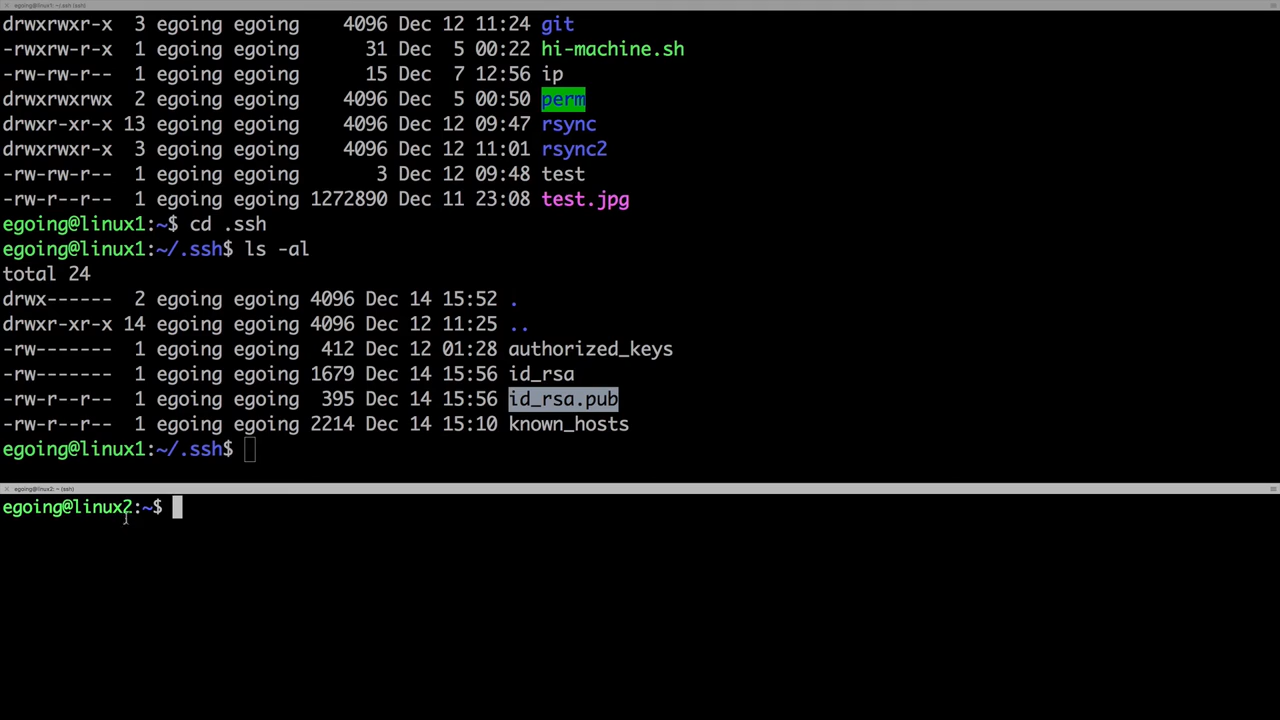 egoing@linux1: ~/.ssh (ssh)
drwxrwxr-x 3 egoing egoing 4096 Dec 12 11:24 git
-rwxrwxr-x 1 egoing egoing 31 Dec 5 00:22 hi-machine.sh
-rw-rw-r-- 1 egoing egoing 15 Dec 7 12:56 ip
drwxrwxrwx 2 egoing egoing 4096 Dec 5 00:50 perm
drwxr-xr-x 13 egoing egoing 4096 Dec 12 09:47 rsync
drwxrwxr-x 3 egoing egoing 4096 Dec 12 11:01 rsync2
-rw-rw-r-- 1 egoing egoing 3 Dec 12 09:48 test
-rw-r--r-- 1 egoing egoing 1272890 Dec 11 23:08 test.jpg
egoing@linux1:~$ cd .ssh
egoing@linux1:~/.ssh$ ls -al
total 24
drwx------ 2 egoing egoing 4096 Dec 14 15:52 .
drwxr-xr-x 14 egoing egoing 4096 Dec 12 11:25 ..
-rw------- 1 egoing egoing 412 Dec 12 01:28 authorized_keys
-rw------- 1 egoing egoing 1679 Dec 14 15:56 id_rsa
-rw-r--r-- 1 egoing egoing 395 Dec 14 15:56 id_rsa.pub
-rw-r--r-- 1 egoing egoing 2214 Dec 14 15:10 known_hosts
egoing@linux1:~/.ssh$
egoing@linux2: ~ (ssh)
egoing@linux2:~$